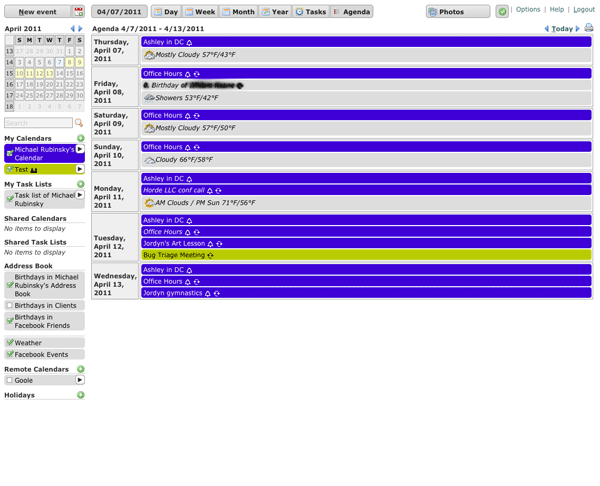 New event 04/07/2011 Day Week Month Year Tasks Agenda Photos Options Help Logout
April 2011
Agenda 4/7/2011 - 4/13/2011 Today
S M T W T F S
13 27 28 29 30 31 1 2
14 3 4 5 6 7 8 9
15 10 11 12 13 14 15 16
16 17 18 19 20 21 22 23
17 24 25 26 27 28 29 30
18 1 2 3 4 5 6 7
Search
My Calendars
Michael Rubinsky's
Calendar
Test
My Task Lists
Task list of Michael
Rubinsky
Shared Calendars
No items to display
Shared Task Lists
No items to display
Address Book
Birthdays in Michael
Rubinsky's Address
Book
Birthdays in Clients
Birthdays in
Facebook Friends
Weather
Facebook Events
Remote Calendars
Goole
Holidays
Thursday,
April 07,
2011
Ashley in DC
Mostly Cloudy 57°F/43°F
Friday,
April 08,
2011
Office Hours
Birthday of
Showers 53°F/42°F
Saturday,
April 09,
2011
Office Hours
Mostly Cloudy 57°F/50°F
Sunday,
April 10,
2011
Office Hours
Cloudy 66°F/58°F
Monday,
April 11,
2011
Ashley in DC
Horde LLC conf call
AM Clouds / PM Sun 71°F/56°F
Tuesday,
April 12,
2011
Ashley in DC
Office Hours
Jordyn's Art Lesson
Bug Triage Meeting
Wednesday,
April 13,
2011
Ashley in DC
Office Hours
Jordyn gymnastics